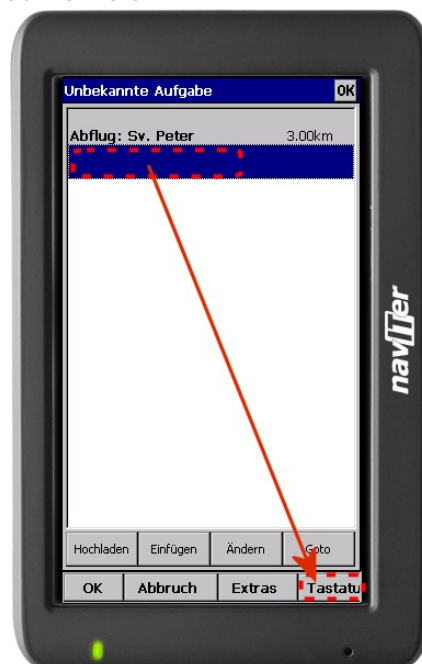 Unbekannte Aufgabe OK
Abflug: Sv. Peter 3.00km
Hochladen Einfügen Ändern Goto
OK Abbruch Extras Tastatu
naviter